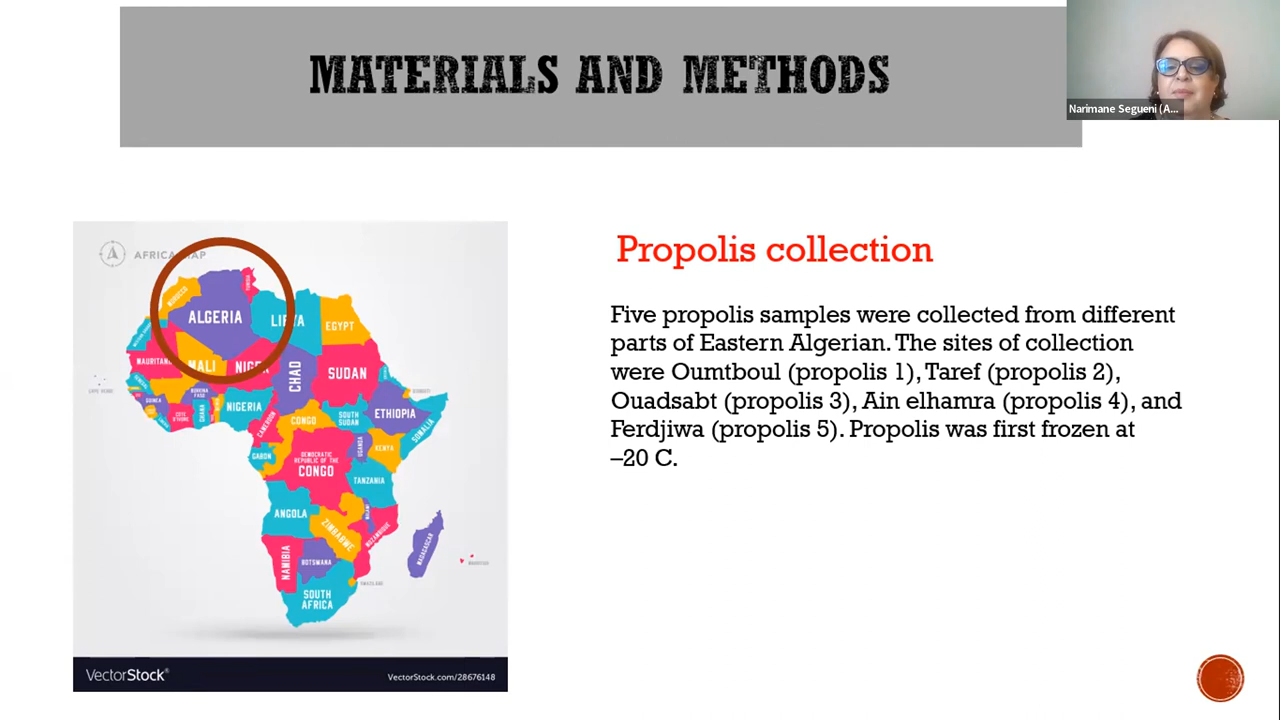 MATERIALS AND METHODS
Narimane Segueni (A...
AFRICA MAP
Propolis collection
Five propolis samples were collected from different
parts of Eastern Algerian. The sites of collection
were Oumtboul (propolis 1), Taref (propolis 2),
Ouadsabt (propolis 3), Ain elhamra (propolis 4), and
Ferdjiwa (propolis 5). Propolis was first frozen at
–20 C.
MOROCCO
ALGERIA
LIBYA
EGYPT
MALI
NIGER
CHAD
SUDAN
NIGERIA
ETHIOPIA
SOMALIA
SOUTH
SUDAN
CAMEROON
CONGO
UGANDA
KENYA
GABON
DEMOCRATIC
REPUBLIC OF THE
CONGO
TANZANIA
ANGOLA
ZIMBABWE
MOZAMBIQUE
MADAGASCAR
NAMIBIA
BOTSWANA
SOUTH
AFRICA
VectorStock®
VectorStock.com/28676148